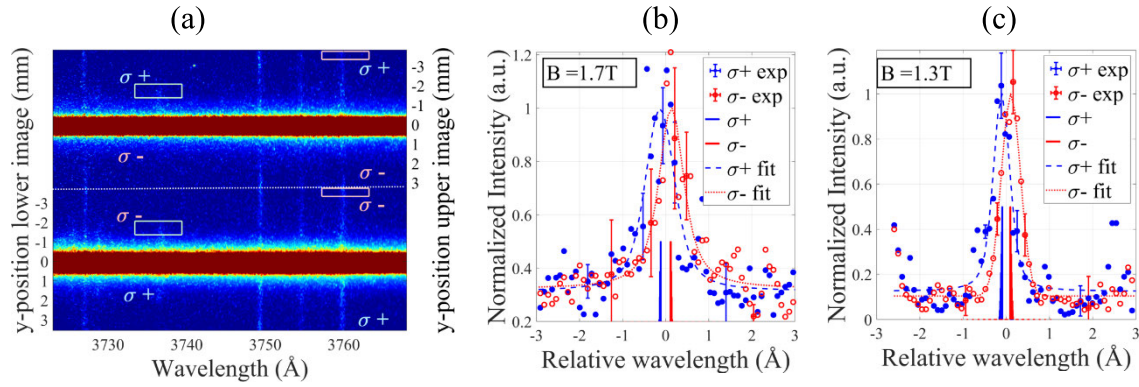 (a)
(b)
(c)
y-position lower image (mm)
-3
-2
-1
0
1
2
3
-3
-2
-1
0
1
2
3
y-position upper image (mm)
σ +
σ +
σ -
σ -
σ -
σ -
σ +
σ +
3730
3740
3750
3760
Wavelength (Å)
Normalized Intensity (a.u.)
1.2
1
0.8
0.6
0.4
0.2
B =1.7T
σ+ exp
σ- exp
σ+
σ-
σ+ fit
σ- fit
-3
-2
-1
0
1
2
3
Relative wavelength (Å)
Normalized Intensity (a.u.)
1.2
1
0.8
0.6
0.4
0.2
0
B =1.3T
σ+ exp
σ- exp
σ+
σ-
σ+ fit
σ- fit
-3
-2
-1
0
1
2
3
Relative wavelength (Å)